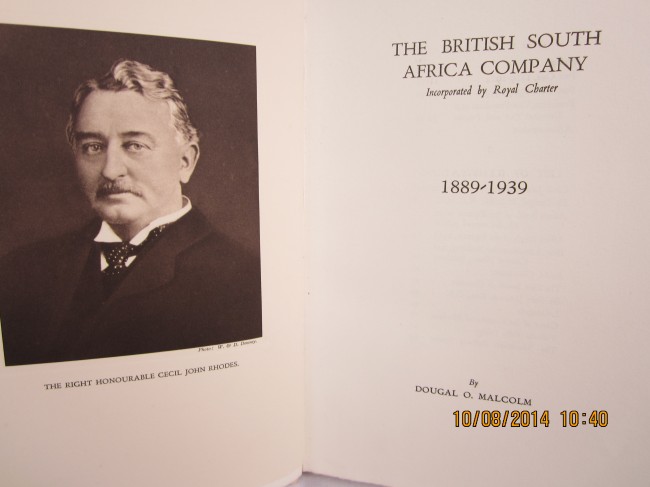 Photo: W. & D. Downey.
THE RIGHT HONOURABLE CECIL JOHN RHODES.
THE BRITISH SOUTH
AFRICA COMPANY
Incorporated by Royal Charter
1889-1939
By
DOUGAL O. MALCOLM
10/08/2014 10:40